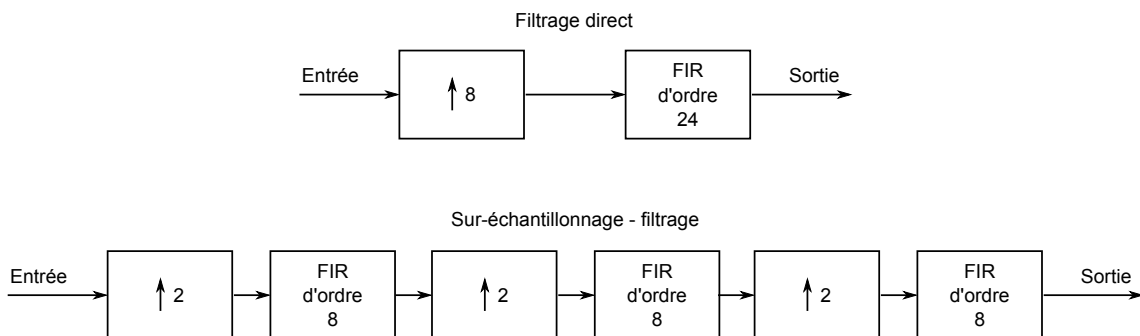 Filtrage direct
Entrée
8
FIR
d'ordre
24
Sortie
Sur-échantillonnage - filtrage
Entrée
2
FIR
d'ordre
8
2
FIR
d'ordre
8
2
FIR
d'ordre
8
Sortie